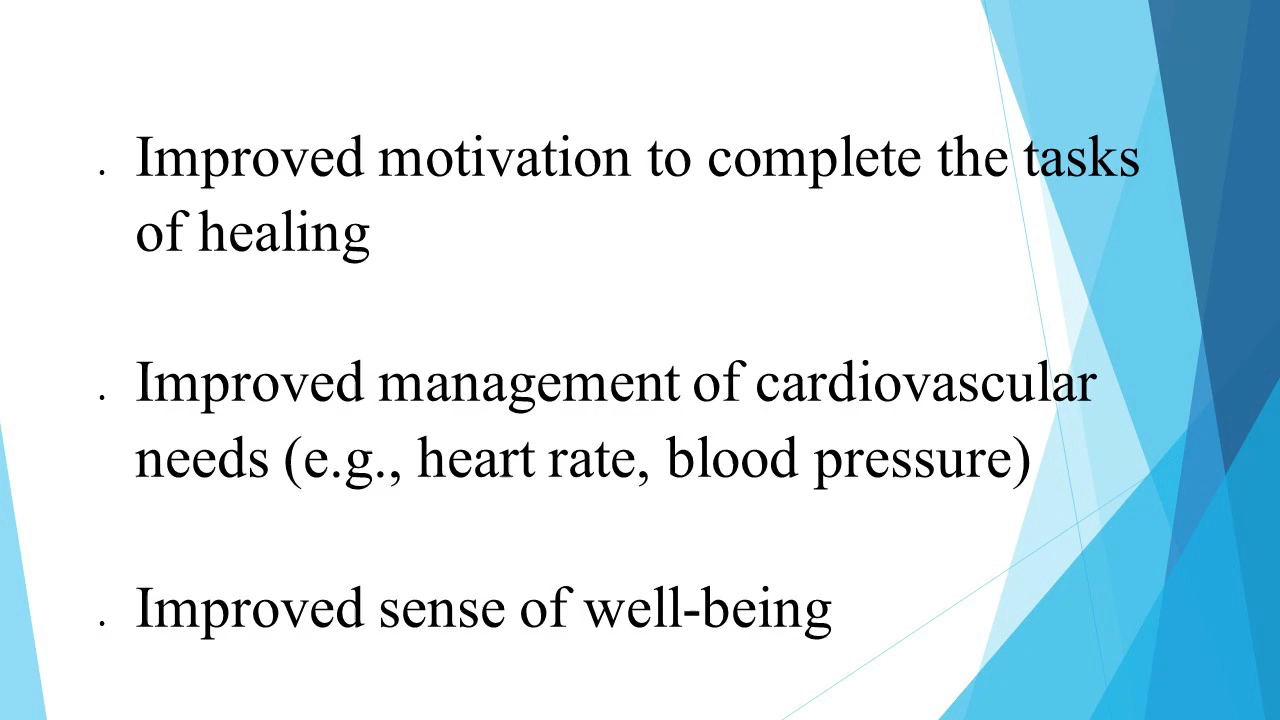 . Improved motivation to complete the tasks
of healing
. Improved management of cardiovascular
needs (e.g., heart rate, blood pressure)
. Improved sense of well-being